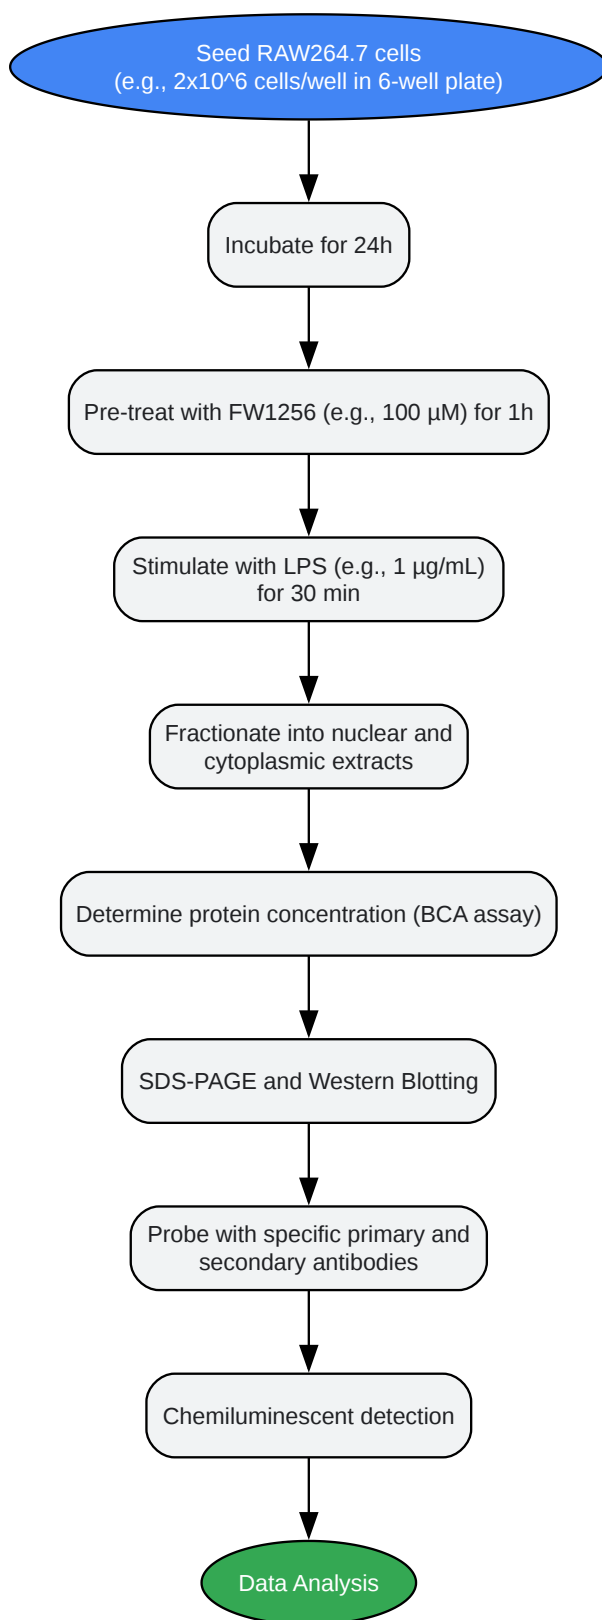 Seed RAW264.7 cells
(e.g., 2x10^6 cells/well in 6-well plate)
Incubate for 24h
Pre-treat with FW1256 (e.g., 100 µM) for 1h
Stimulate with LPS (e.g., 1 µg/mL)
for 30 min
Fractionate into nuclear and
cytoplasmic extracts
Determine protein concentration (BCA assay)
SDS-PAGE and Western Blotting
Probe with specific primary and
secondary antibodies
Chemiluminescent detection
Data Analysis